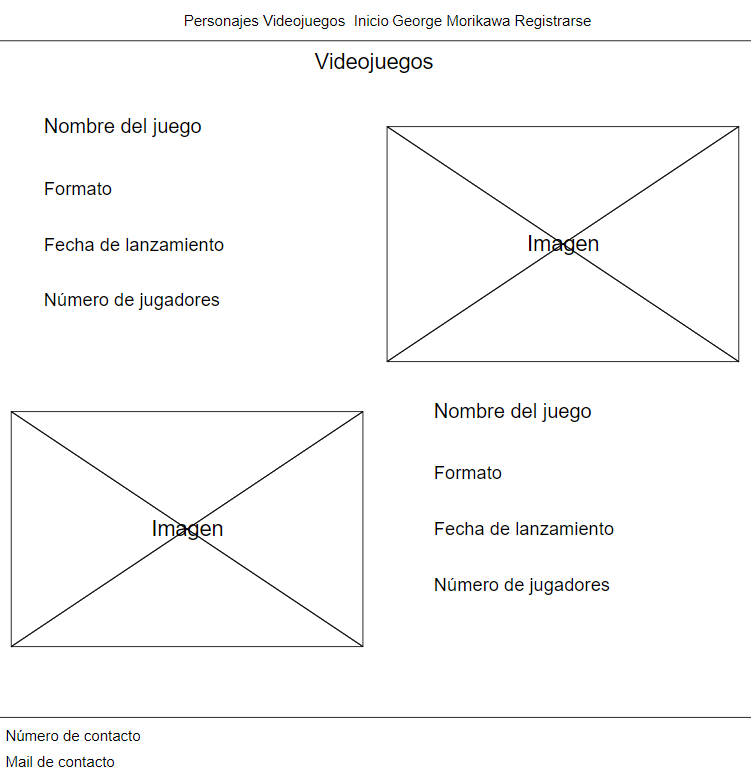 Personajes Videojuegos Inicio George Morikawa Registrarse
Videojuegos
Nombre del juego
Formato
Fecha de lanzamiento
Número de jugadores
Imagen
Imagen
Nombre del juego
Formato
Fecha de lanzamiento
Número de jugadores
Número de contacto
Mail de contacto